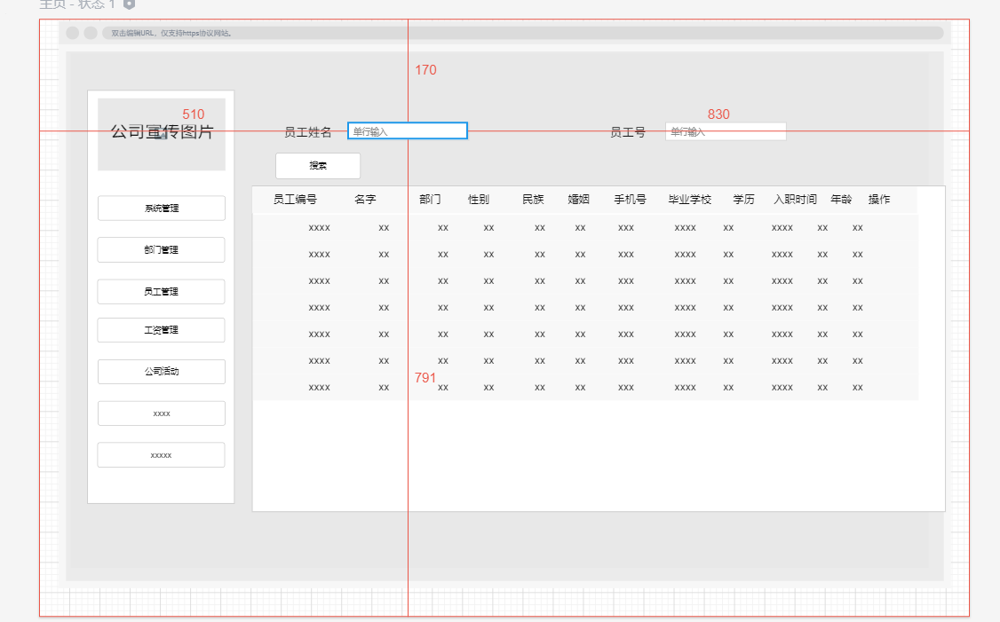 主页 - 状态 1
双击编辑URL，仅支持https协议网站。
170
510
830
公司宣传图片
员工姓名 单行输入 员工号 单行输入
搜索
系统管理
部门管理
员工管理
工资管理
公司活动
xxxx
xxxxx
员工编号 名字 部门 性别 民族 婚姻 手机号 毕业学校 学历 入职时间 年龄 操作
xxxx xx xx xx xx xx xxx xxxx xx xxxx xx xx
xxxx xx xx xx xx xx xxx xxxx xx xxxx xx xx
xxxx xx xx xx xx xx xxx xxxx xx xxxx xx xx
xxxx xx xx xx xx xx xxx xxxx xx xxxx xx xx
xxxx xx xx xx xx xx xxx xxxx xx xxxx xx xx
xxxx xx xx xx xx xx xxx xxxx xx xxxx xx xx
791
xxxx xx xx xx xx xx xxx xxxx xx xxxx xx xx